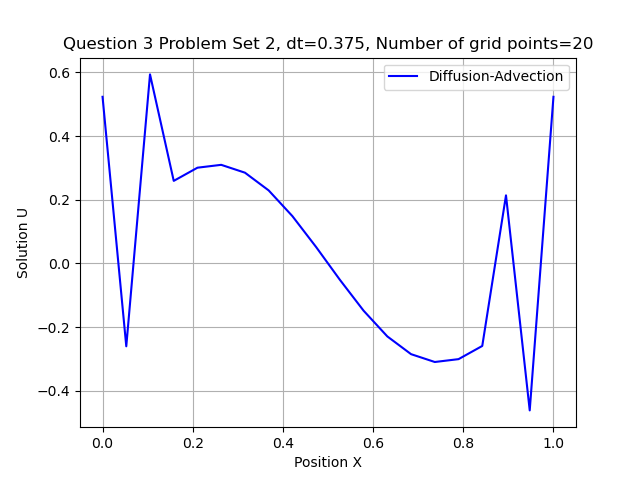 Question 3 Problem Set 2, dt=0.375, Number of grid points=20
Diffusion-Advection
0.6
0.4
0.2
0.0
−0.2
−0.4
Solution U
0.0 0.2 0.4 0.6 0.8 1.0
Position X